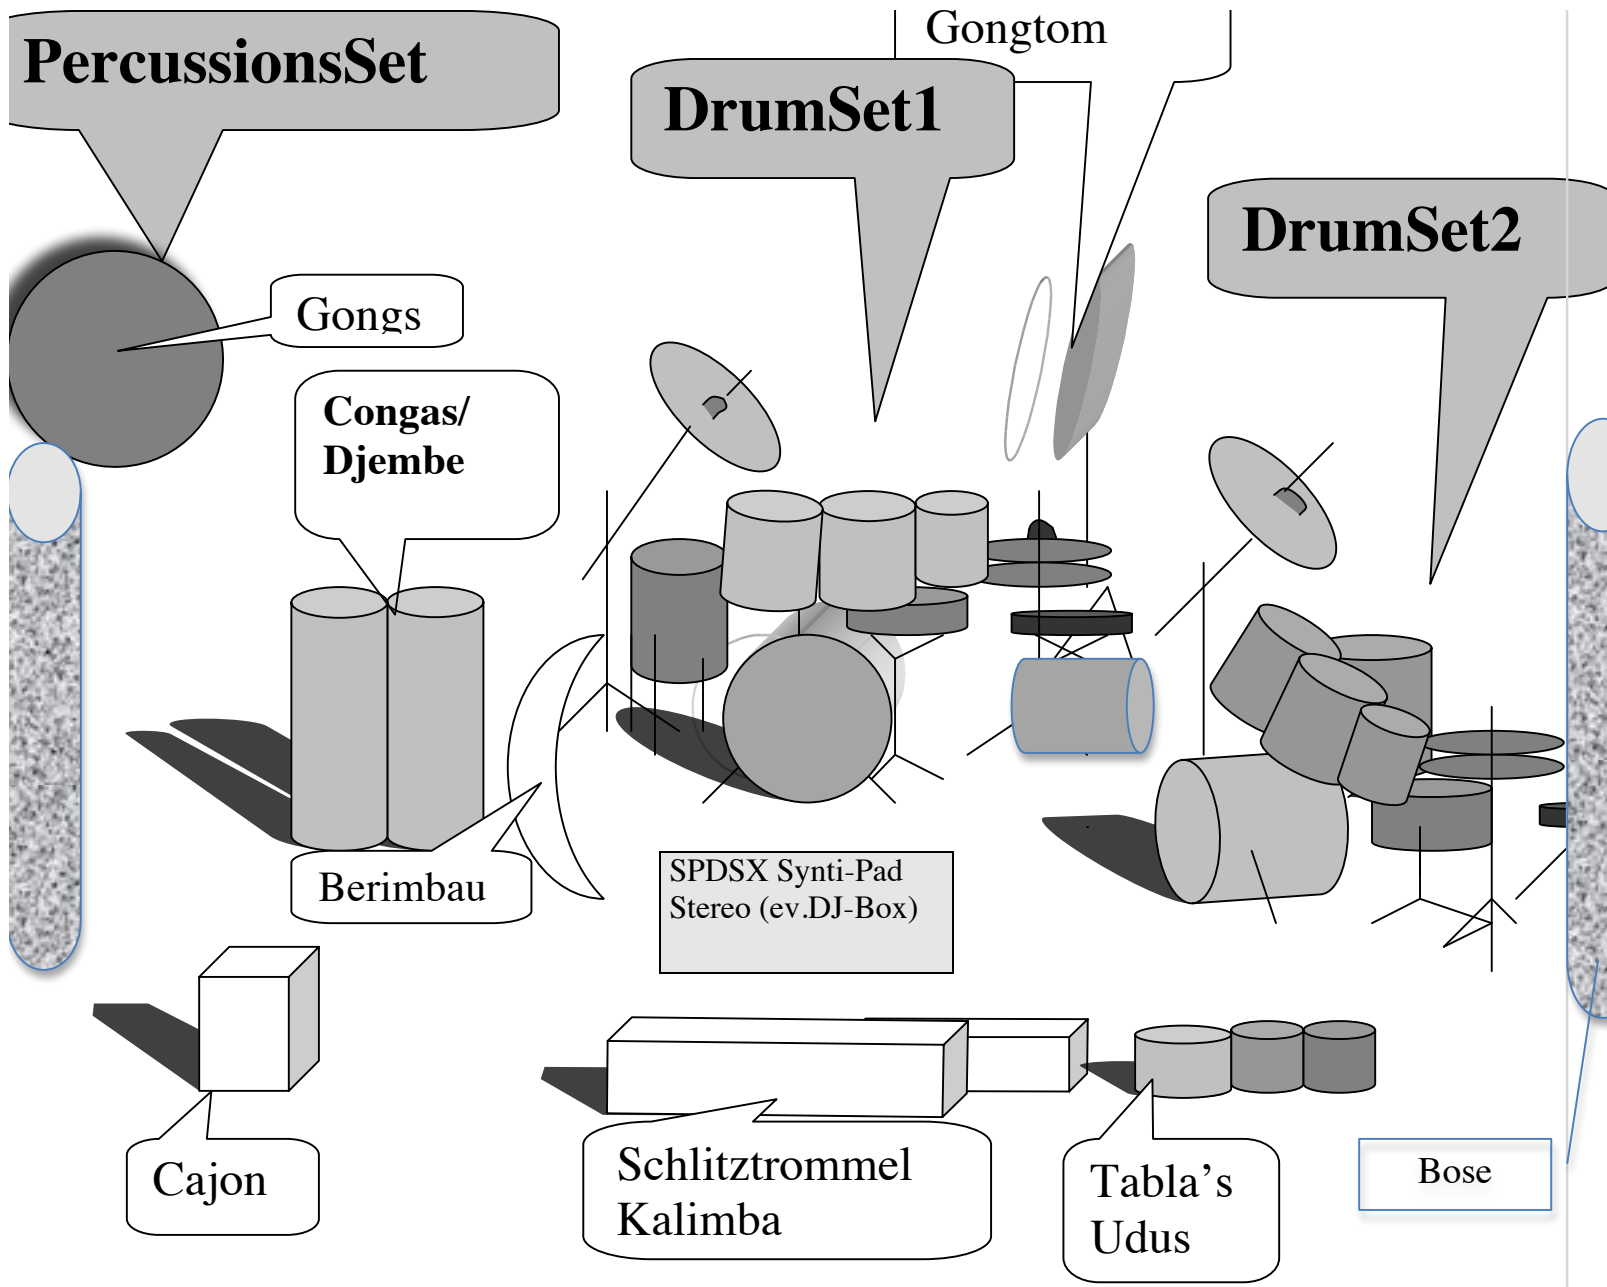 Gongtom
PercussionsSet
DrumSet1
DrumSet2
Gongs
Congas/
Djembe
Berimbau
SPDSX Synti-Pad
Stereo (ev.DJ-Box)
Cajon
Schlitztrommel
Kalimba
Tabla’s
Udus
Bose